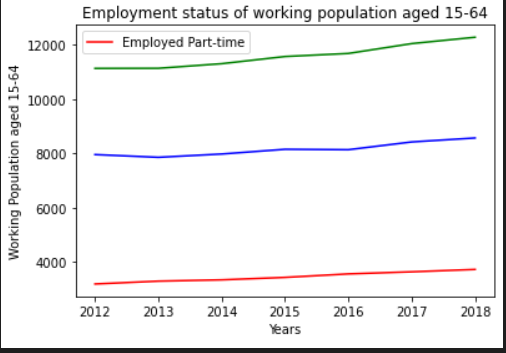 Employment status of working population aged 15-64
Employed Part-time
Working Population aged 15-64
12000
10000
8000
6000
4000
2012 2013 2014 2015 2016 2017 2018
Years